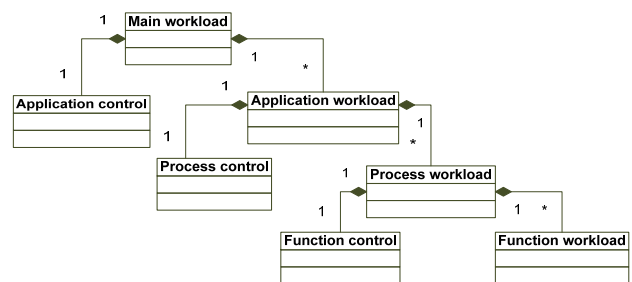 1 Main workload
1
1 *
Application control
1 Application workload
1
1 *
Process control
1 Process workload
1
1 *
Function control
Function workload